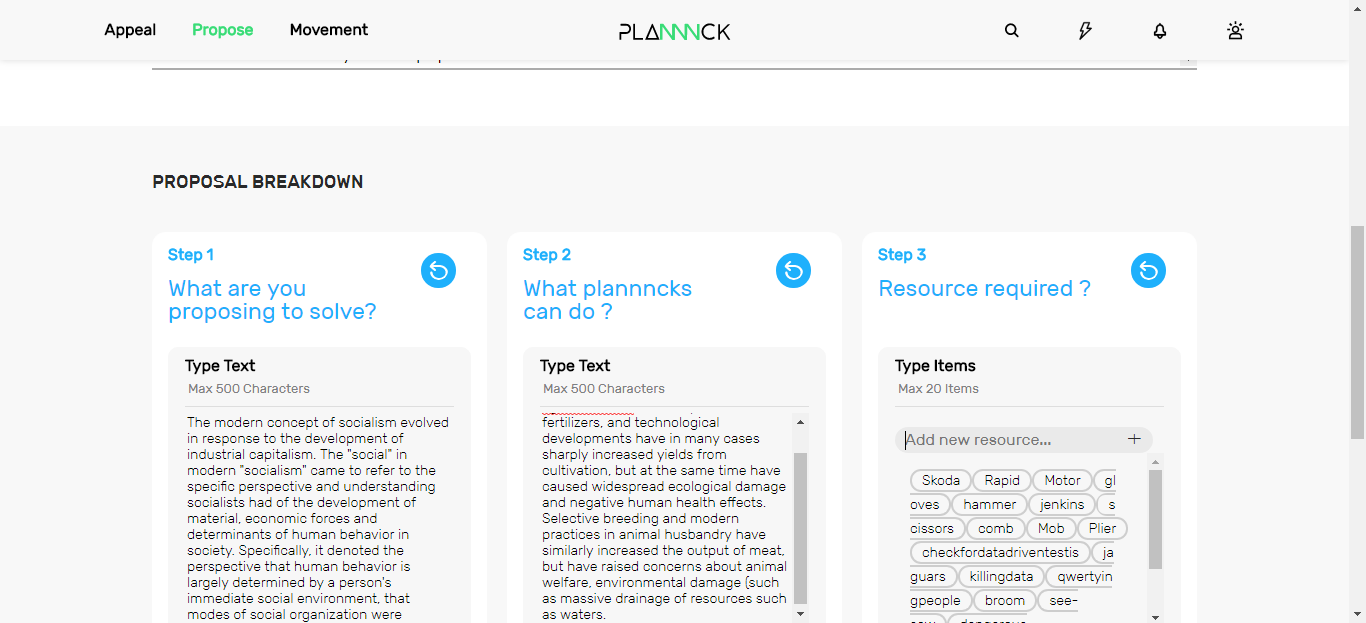 Appeal
Propose
Movement
PLANNNCK
PROPOSAL BREAKDOWN
Step 1
What are you
proposing to solve?
Type Text
Max 500 Characters
The modern concept of socialism evolved
in response to the development of
industrial capitalism. The "social" in
modern "socialism" came to refer to the
specific perspective and understanding
socialists had of the development of
material, economic forces and
determinants of human behavior in
society. Specifically, it denoted the
perspective that human behavior is
largely determined by a person's
immediate social environment, that
modes of social organization were
Step 2
What plannncks
can do ?
Type Text
Max 500 Characters
fertilizers, and technological
developments have in many cases
sharply increased yields from
cultivation, but at the same time have
caused widespread ecological damage
and negative human health effects.
Selective breeding and modern
practices in animal husbandry have
similarly increased the output of meat,
but have raised concerns about animal
welfare, environmental damage (such
as massive drainage of resources such
as waters.
Step 3
Resource required ?
Type Items
Max 20 Items
Add new resource...
Skoda Rapid Motor gl
oves hammer jenkins s
cissors comb Mob Plier
checkfordatadriventestis ja
guars killingdata qwertyin
gpeople broom see-
saw dangerous